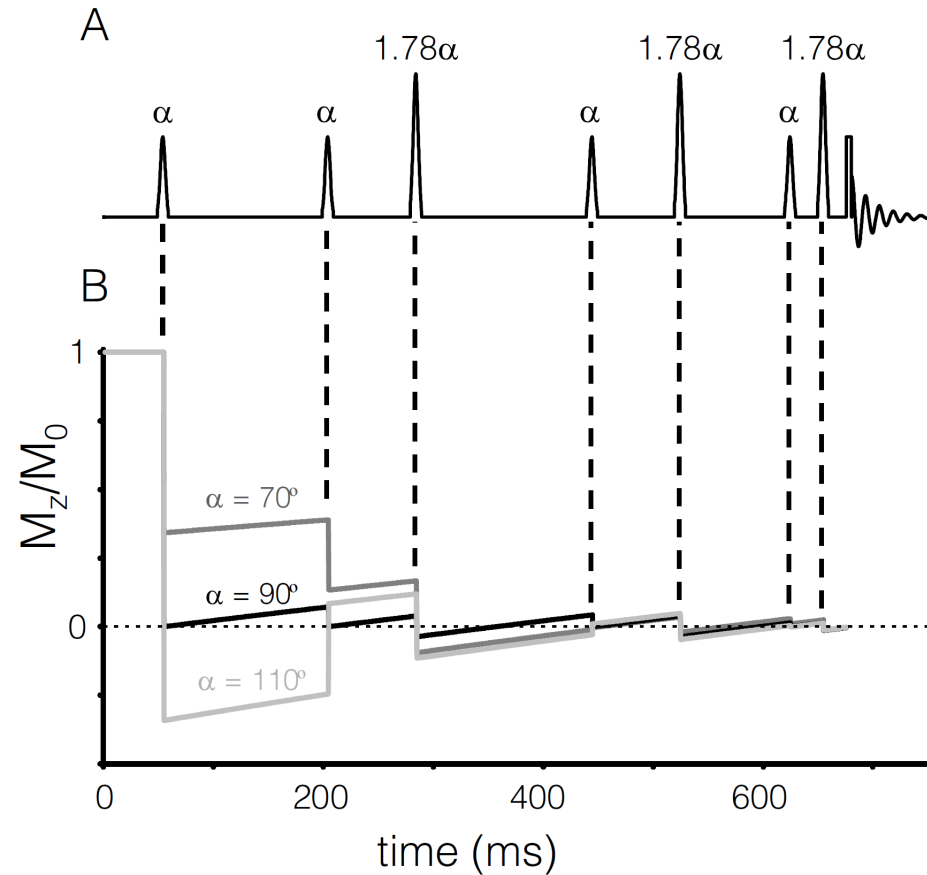 A
1.78α 1.78α 1.78α
α α α α
B
1
α = 70º
α = 90º
0
α = 110º
Mz/M0
0 200 400 600
time (ms)